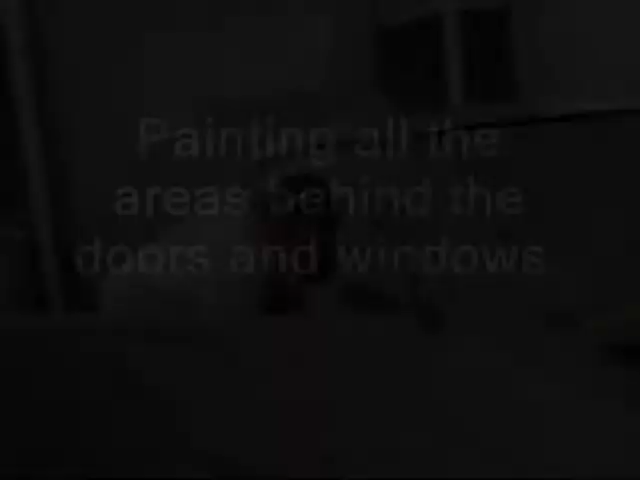 Painting all the
areas behind the
doors and windows